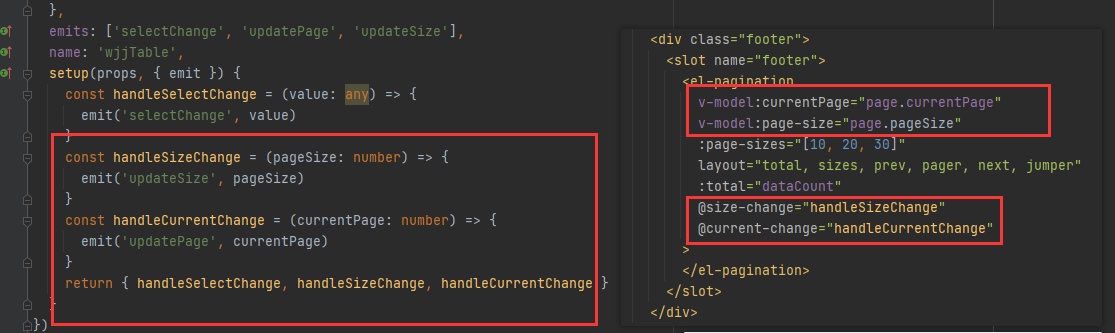 },
emits: ['selectChange', 'updatePage', 'updateSize'],
name: 'wjjTable',
setup(props, { emit }) {
const handleSelectChange = (value: any) => {
emit('selectChange', value)
}
const handleSizeChange = (pageSize: number) => {
emit('updateSize', pageSize)
}
const handleCurrentChange = (currentPage: number) => {
emit('updatePage', currentPage)
}
return { handleSelectChange, handleSizeChange, handleCurrentChange }
}
})
<div class="footer">
<slot name="footer">
<el-pagination
v-model:currentPage="page.currentPage"
v-model:page-size="page.pageSize"
:page-sizes="[10, 20, 30]"
layout="total, sizes, prev, pager, next, jumper"
:total="dataCount"
@size-change="handleSizeChange"
@current-change="handleCurrentChange"
>
</el-pagination>
</slot>
</div>